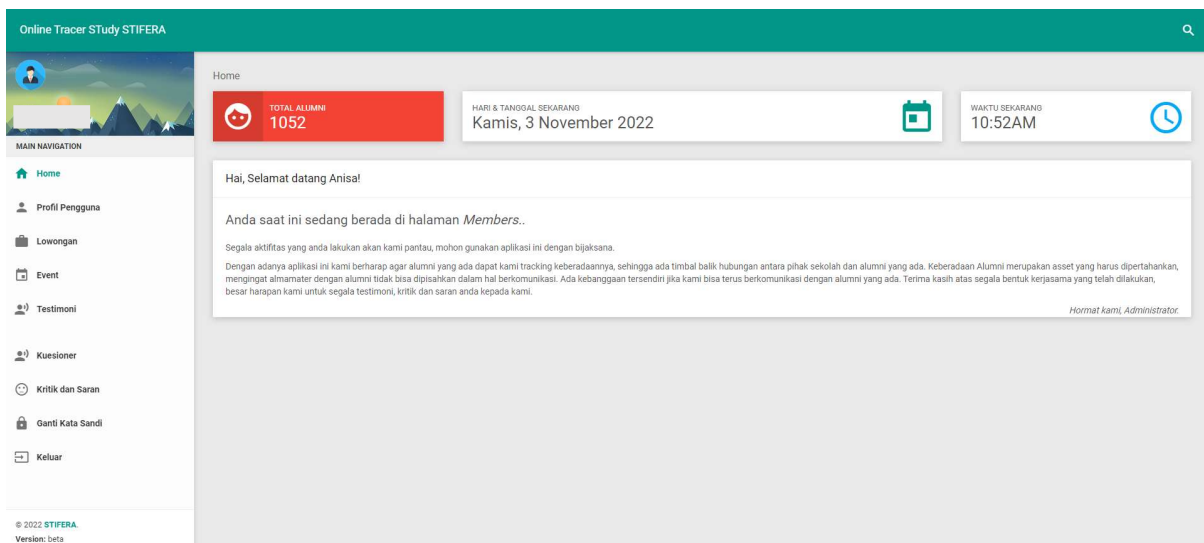 Online Tracer STudy STIFERA
MAIN NAVIGATION
Home
Profil Pengguna
Lowongan
Event
Testimoni
Kuesioner
Kritik dan Saran
Ganti Kata Sandi
Keluar
© 2022 STIFERA.
Version: beta
Home
TOTAL ALUMNI
1052
HARI & TANGGAL SEKARANG
Kamis, 3 November 2022
WAKTU SEKARANG
10:52AM
Hai, Selamat datang Anisa!
Anda saat ini sedang berada di halaman Members..
Segala aktifitas yang anda lakukan akan kami pantau, mohon gunakan aplikasi ini dengan bijaksana.
Dengan adanya aplikasi ini kami berharap agar alumni yang ada dapat kami tracking keberadaannya, sehingga ada timbal balik hubungan antara pihak sekolah dan alumni yang ada. Keberadaan Alumni merupakan asset yang harus dipertahankan,
mengingat almamater dengan alumni tidak bisa dipisahkan dalam hal berkomunikasi. Ada kebanggaan tersendiri jika kami bisa terus berkomunikasi dengan alumni yang ada. Terima kasih atas segala bentuk kerjasama yang telah dilakukan,
besar harapan kami untuk segala testimoni, kritik dan saran anda kepada kami.
Hormat kami, Administrator.